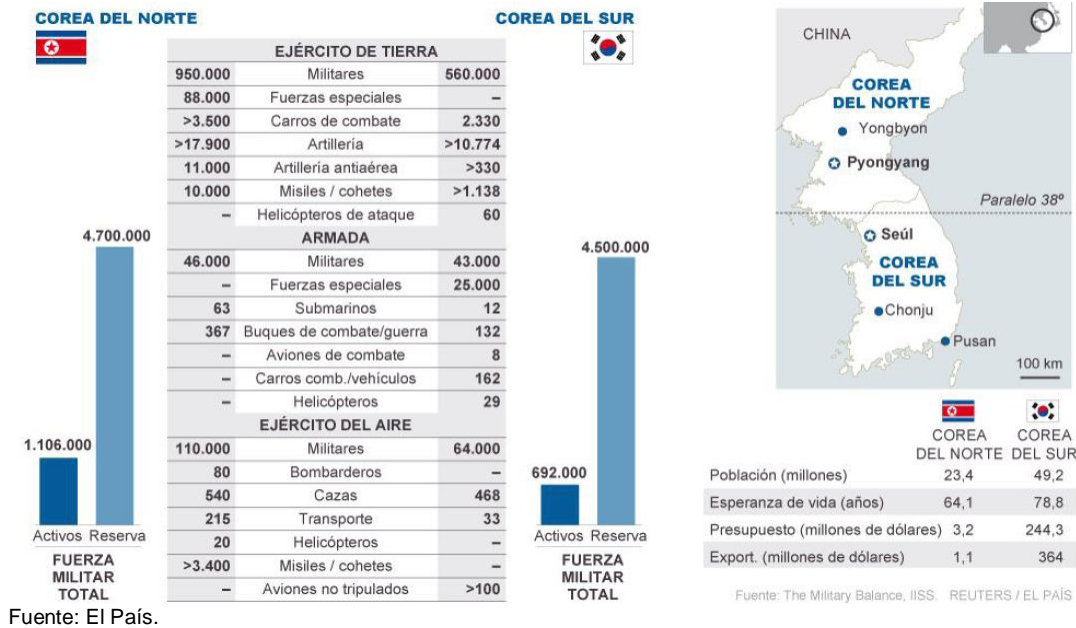 COREA DEL NORTE
COREA DEL SUR
EJÉRCITO DE TIERRA
950.000 Militares 560.000
88.000 Fuerzas especiales –
>3.500 Carros de combate 2.330
>17.900 Artillería >10.774
11.000 Artillería antiaérea >330
10.000 Misiles / cohetes >1.138
– Helicópteros de ataque 60
ARMADA
46.000 Militares 43.000
– Fuerzas especiales 25.000
63 Submarinos 12
367 Buques de combate/guerra 132
– Aviones de combate 8
– Carros comb./vehículos 162
– Helicópteros 29
EJÉRCITO DEL AIRE
110.000 Militares 64.000
80 Bombarderos –
540 Cazas 468
215 Transporte 33
20 Helicópteros –
>3.400 Misiles / cohetes –
– Aviones no tripulados >100
4.700.000
1.106.000
Activos Reserva
FUERZA
MILITAR
TOTAL
4.500.000
692.000
Activos Reserva
FUERZA
MILITAR
TOTAL
CHINA
COREA
DEL NORTE
Yongbyon
Pyongyang
Paralelo 38º
Seúl
COREA
DEL SUR
Chonju
Pusan
100 km
COREA COREA
DEL NORTE DEL SUR
Población (millones) 23,4 49,2
Esperanza de vida (años) 64,1 78,8
Presupuesto (millones de dólares) 3,2 244,3
Export. (millones de dólares) 1,1 364
Fuente: The Military Balance, IISS. REUTERS / EL PAÍS
Fuente: El País.